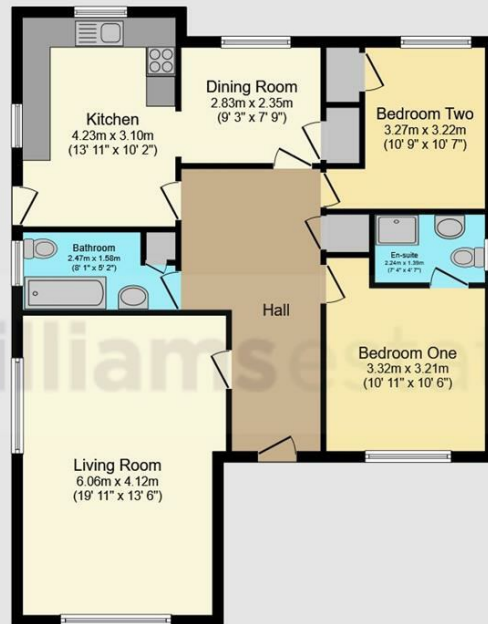 Kitchen
4.23m x 3.10m
(13' 11" x 10' 2")
Dining Room
2.83m x 2.35m
(9' 3" x 7' 9")
Bedroom Two
3.27m x 3.22m
(10' 9" x 10' 7")
Bathroom
2.47m x 1.58m
(8' 1" x 5' 2")
En-suite
2.24m x 1.39m
(7' 4" x 4' 7")
Hall
Bedroom One
3.32m x 3.21m
(10' 11" x 10' 6")
Living Room
6.06m x 4.12m
(19' 11" x 13' 6")
illiamsesta